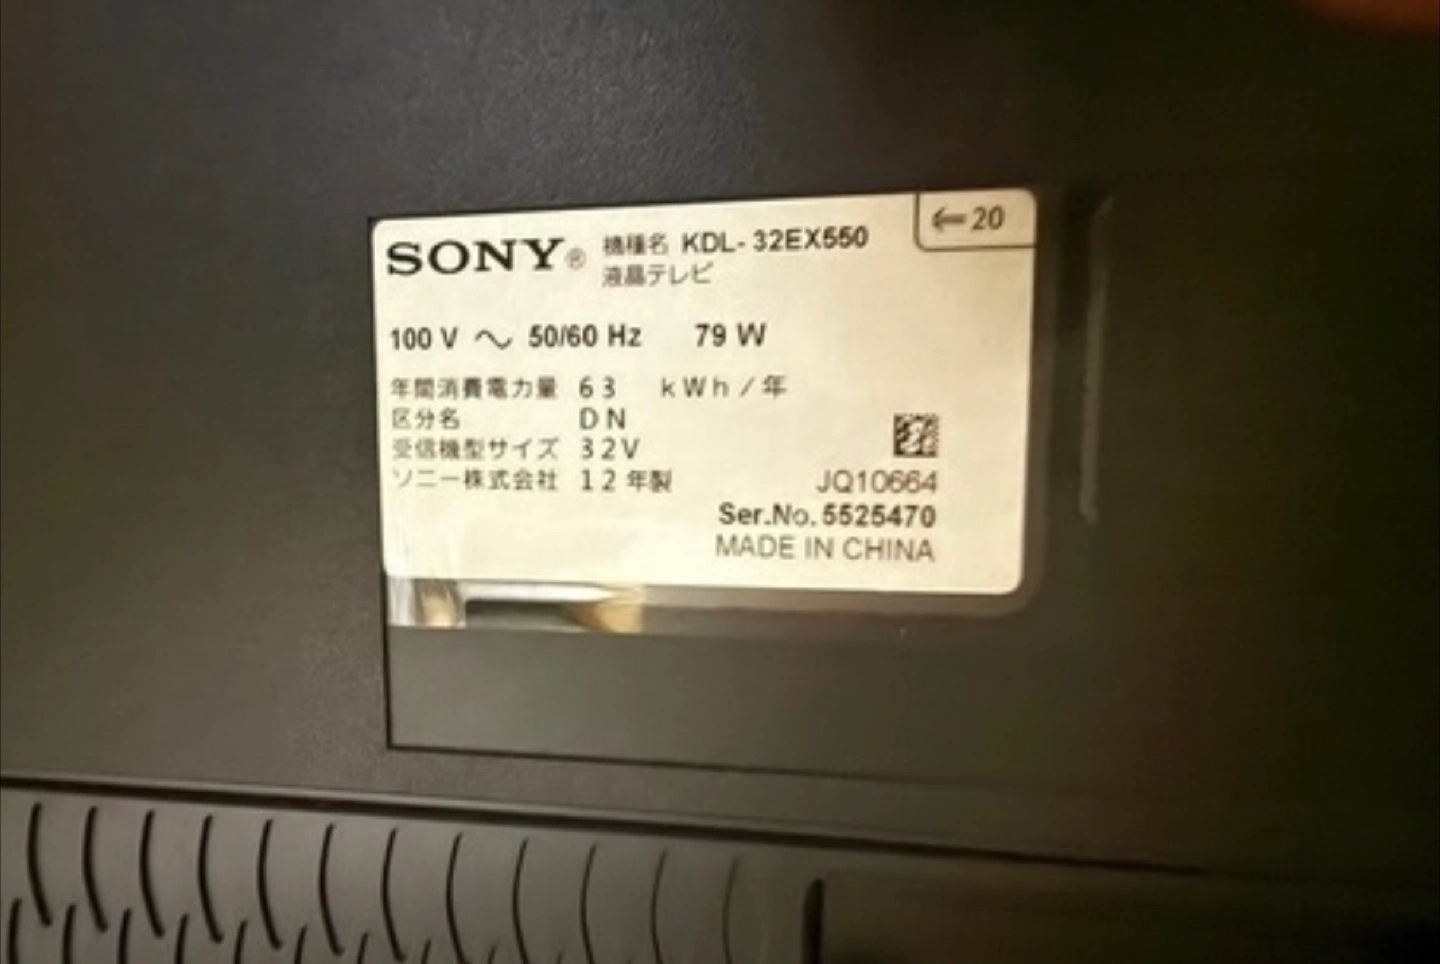 SONY® 機種名 KDL-32EX550
液晶テレビ
←20
100 V ～ 50/60 Hz 79 W
年間消費電力量 63 kWh/年
区分名 DN
受信機型サイズ 32V
ソニー株式会社 12年製
JQ10664
Ser.No. 5525470
MADE IN CHINA